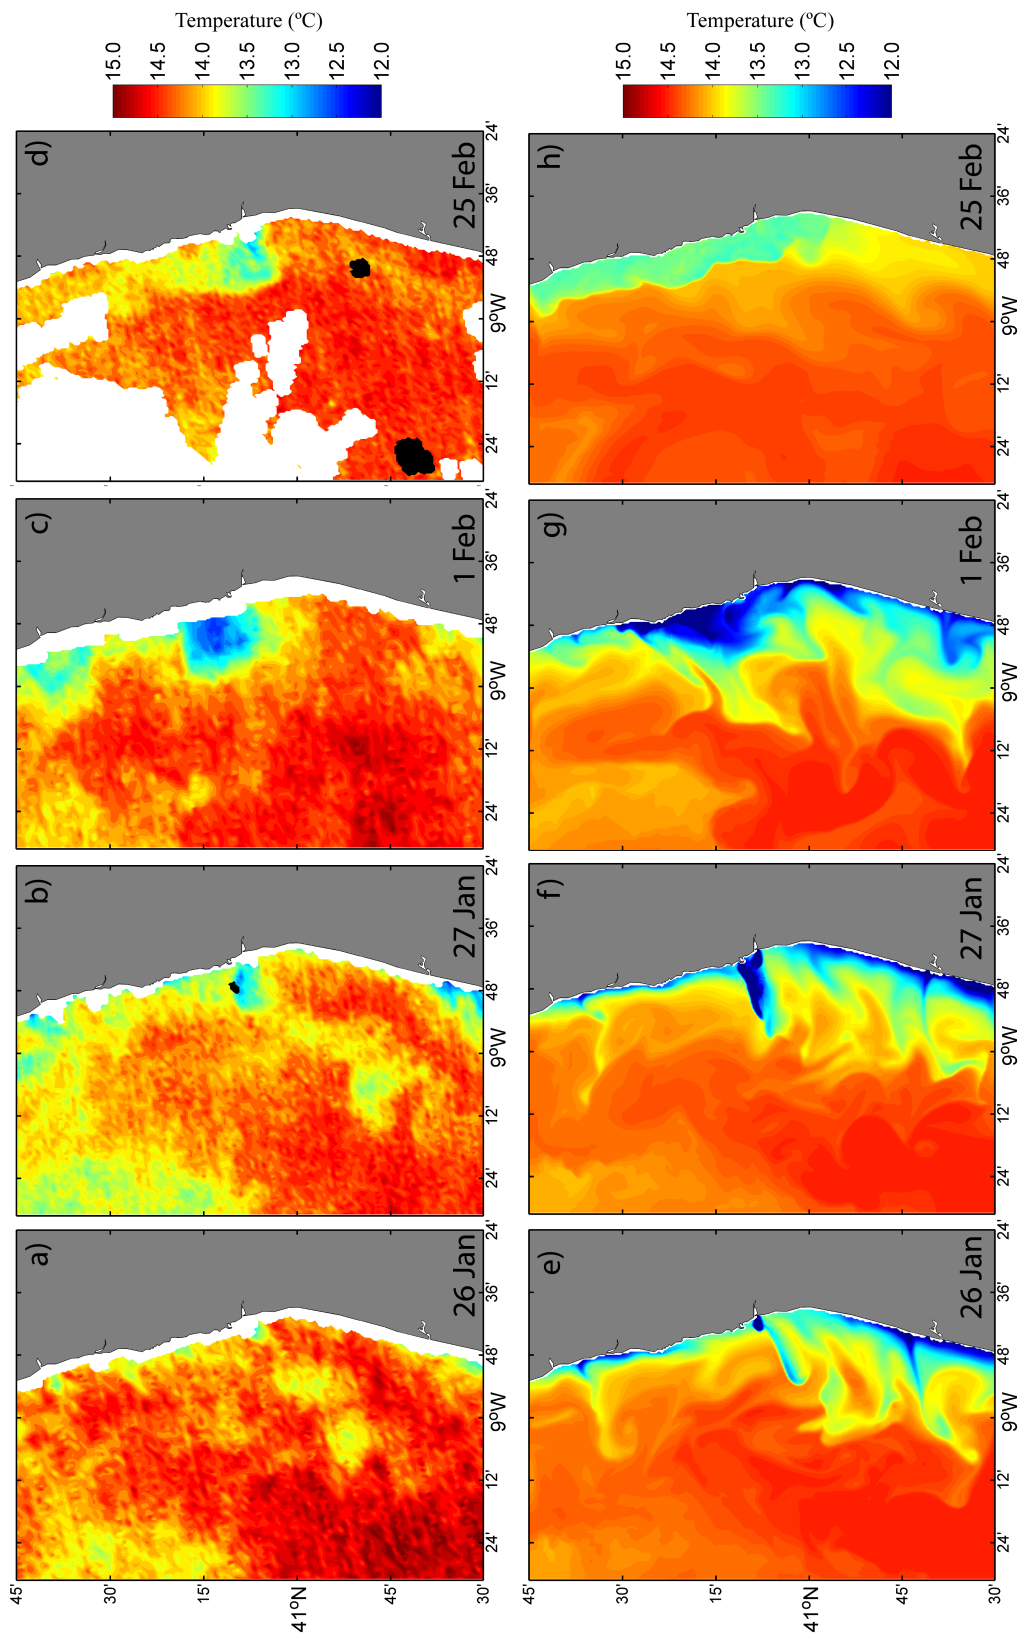 a)
26 Jan
b)
27 Jan
c)
1 Feb
d)
25 Feb
45'
30'
15'
41ºN
45'
30'
24' 12' 9ºW 48' 36' 24'
24' 12' 9ºW 48' 36' 24'
24' 12' 9ºW 48' 36' 24'
24' 12' 9ºW 48' 36' 24'
15.0
14.5
14.0
13.5
13.0
12.5
12.0
Temperature (ºC)
e)
26 Jan
f)
27 Jan
g)
1 Feb
h)
25 Feb
45'
30'
15'
41ºN
45'
30'
24' 12' 9ºW 48' 36' 24'
24' 12' 9ºW 48' 36' 24'
24' 12' 9ºW 48' 36' 24'
24' 12' 9ºW 48' 36' 24'
15.0
14.5
14.0
13.5
13.0
12.5
12.0
Temperature (ºC)